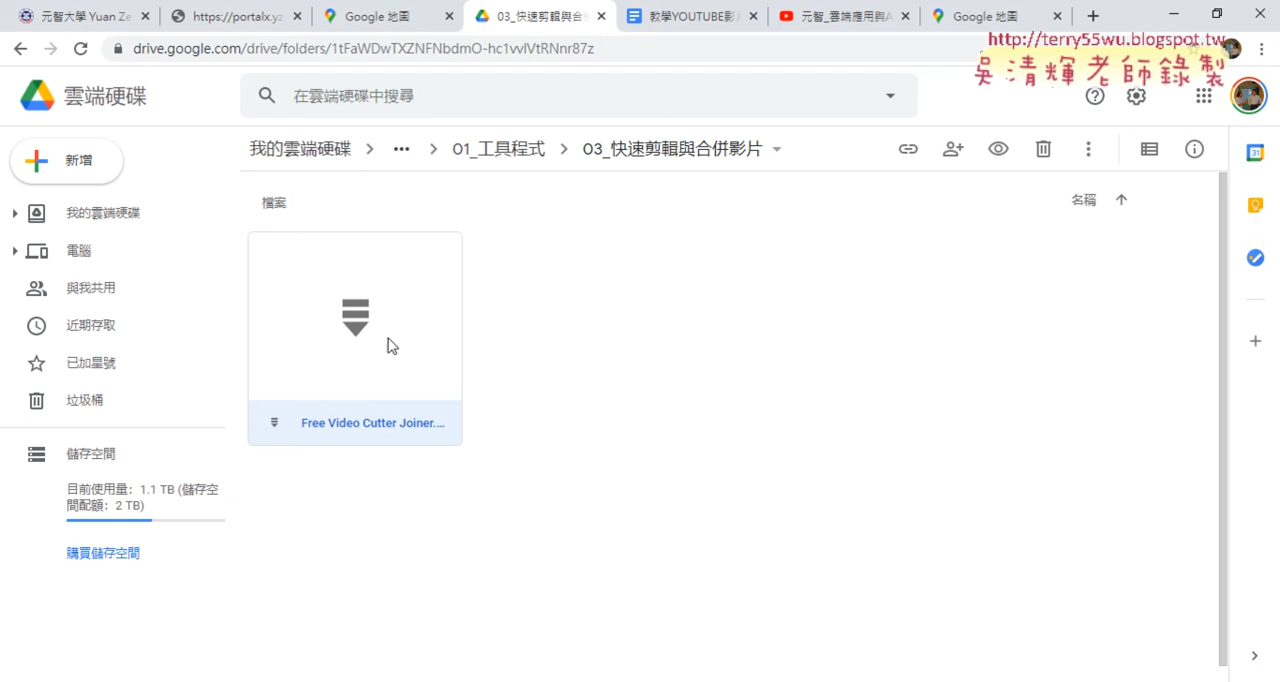 元智大學 Yuan Ze
https://portalx.yz
Google 地圖
03_快速剪輯與合併
教學YOUTUBE影片
元智_雲端應用與A
Google 地圖
drive.google.com/drive/folders/1tFaWDwTXZNFNbdmO-hc1vvlVtRNnr87z
http://terry55wu.blogspot.tw
吳清輝老師錄製
雲端硬碟
在雲端硬碟中搜尋
新增
我的雲端硬碟 > ... > 01_工具程式 > 03_快速剪輯與合併影片
檔案
名稱
31
我的雲端硬碟
電腦
與我共用
近期存取
已加星號
垃圾桶
Free Video Cutter Joiner....
儲存空間
目前使用量：1.1 TB (儲存空
間配額：2 TB)
購買儲存空間